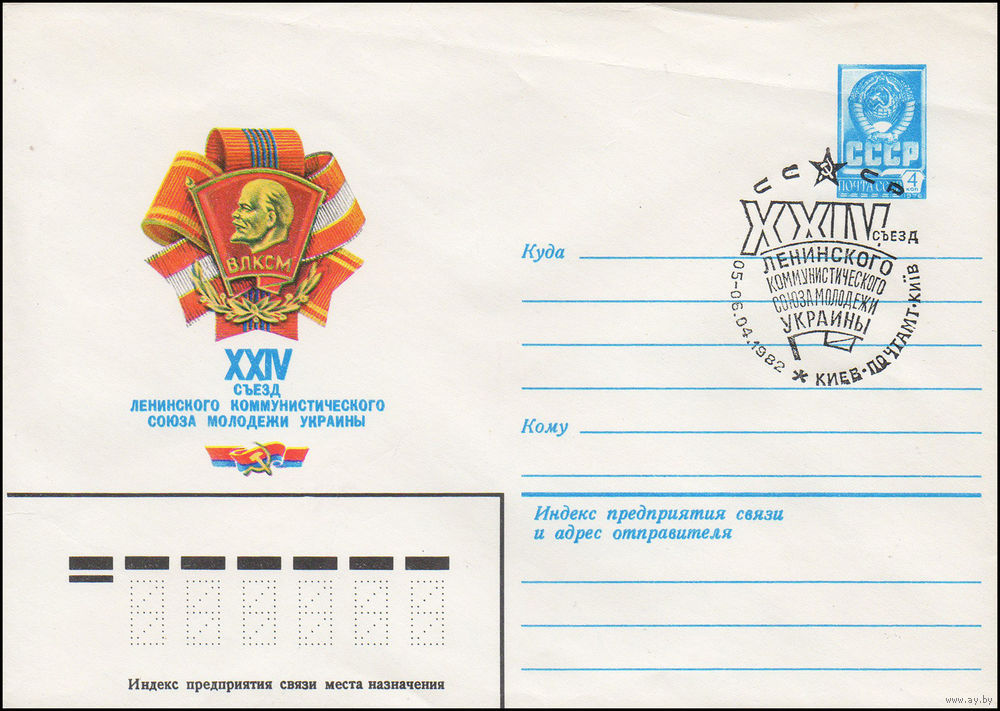 СССР
4
КОП
ПОЧТА
1978
СССР
XXIV
СЪЕЗД
ЛЕНИНСКОГО
КОММУНИСТИЧЕСКОГО
СОЮЗА МОЛОДЕЖИ
УКРАИНЫ
05-06.04.1982
КИЕВ·ПОЧТАМТ·КИЇВ
ВЛКСМ
XXIV
СЪЕЗД
ЛЕНИНСКОГО КОММУНИСТИЧЕСКОГО
СОЮЗА МОЛОДЕЖИ УКРАИНЫ
Куда
Кому
Индекс предприятия связи
и адрес отправителя
Индекс предприятия связи места назначения
www.ay.by